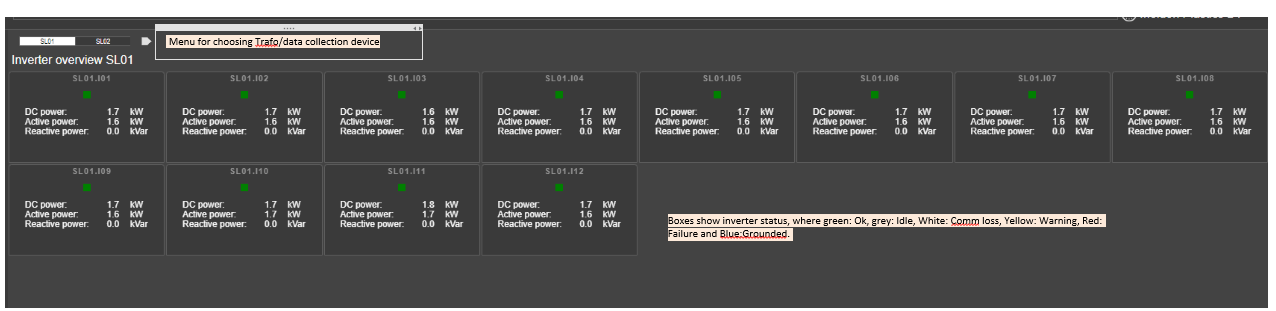 SL01 SL02
Menu for choosing Trafo/data collection device
Inverter overview SL01
SL01.I01 SL01.I02 SL01.I03 SL01.I04 SL01.I05 SL01.I06 SL01.I07 SL01.I08
DC power: 1.7 kW DC power: 1.7 kW DC power: 1.6 kW DC power: 1.7 kW DC power: 1.7 kW DC power: 1.7 kW DC power: 1.7 kW DC power: 1.7 kW
Active power: 1.6 kW Active power: 1.6 kW Active power: 1.6 kW Active power: 1.6 kW Active power: 1.6 kW Active power: 1.6 kW Active power: 1.6 kW Active power: 1.6 kW
Reactive power: 0.0 kVar Reactive power: 0.0 kVar Reactive power: 0.0 kVar Reactive power: 0.0 kVar Reactive power: 0.0 kVar Reactive power: 0.0 kVar Reactive power: 0.0 kVar Reactive power: 0.0 kVar
SL01.I09 SL01.I10 SL01.I11 SL01.I12
DC power: 1.7 kW DC power: 1.7 kW DC power: 1.8 kW DC power: 1.7 kW
Active power: 1.6 kW Active power: 1.7 kW Active power: 1.7 kW Active power: 1.6 kW
Reactive power: 0.0 kVar Reactive power: 0.0 kVar Reactive power: 0.0 kVar Reactive power: 0.0 kVar
Boxes show inverter status, where green: Ok, grey: Idle, White: Comm loss, Yellow: Warning, Red:
Failure and Blue:Grounded.